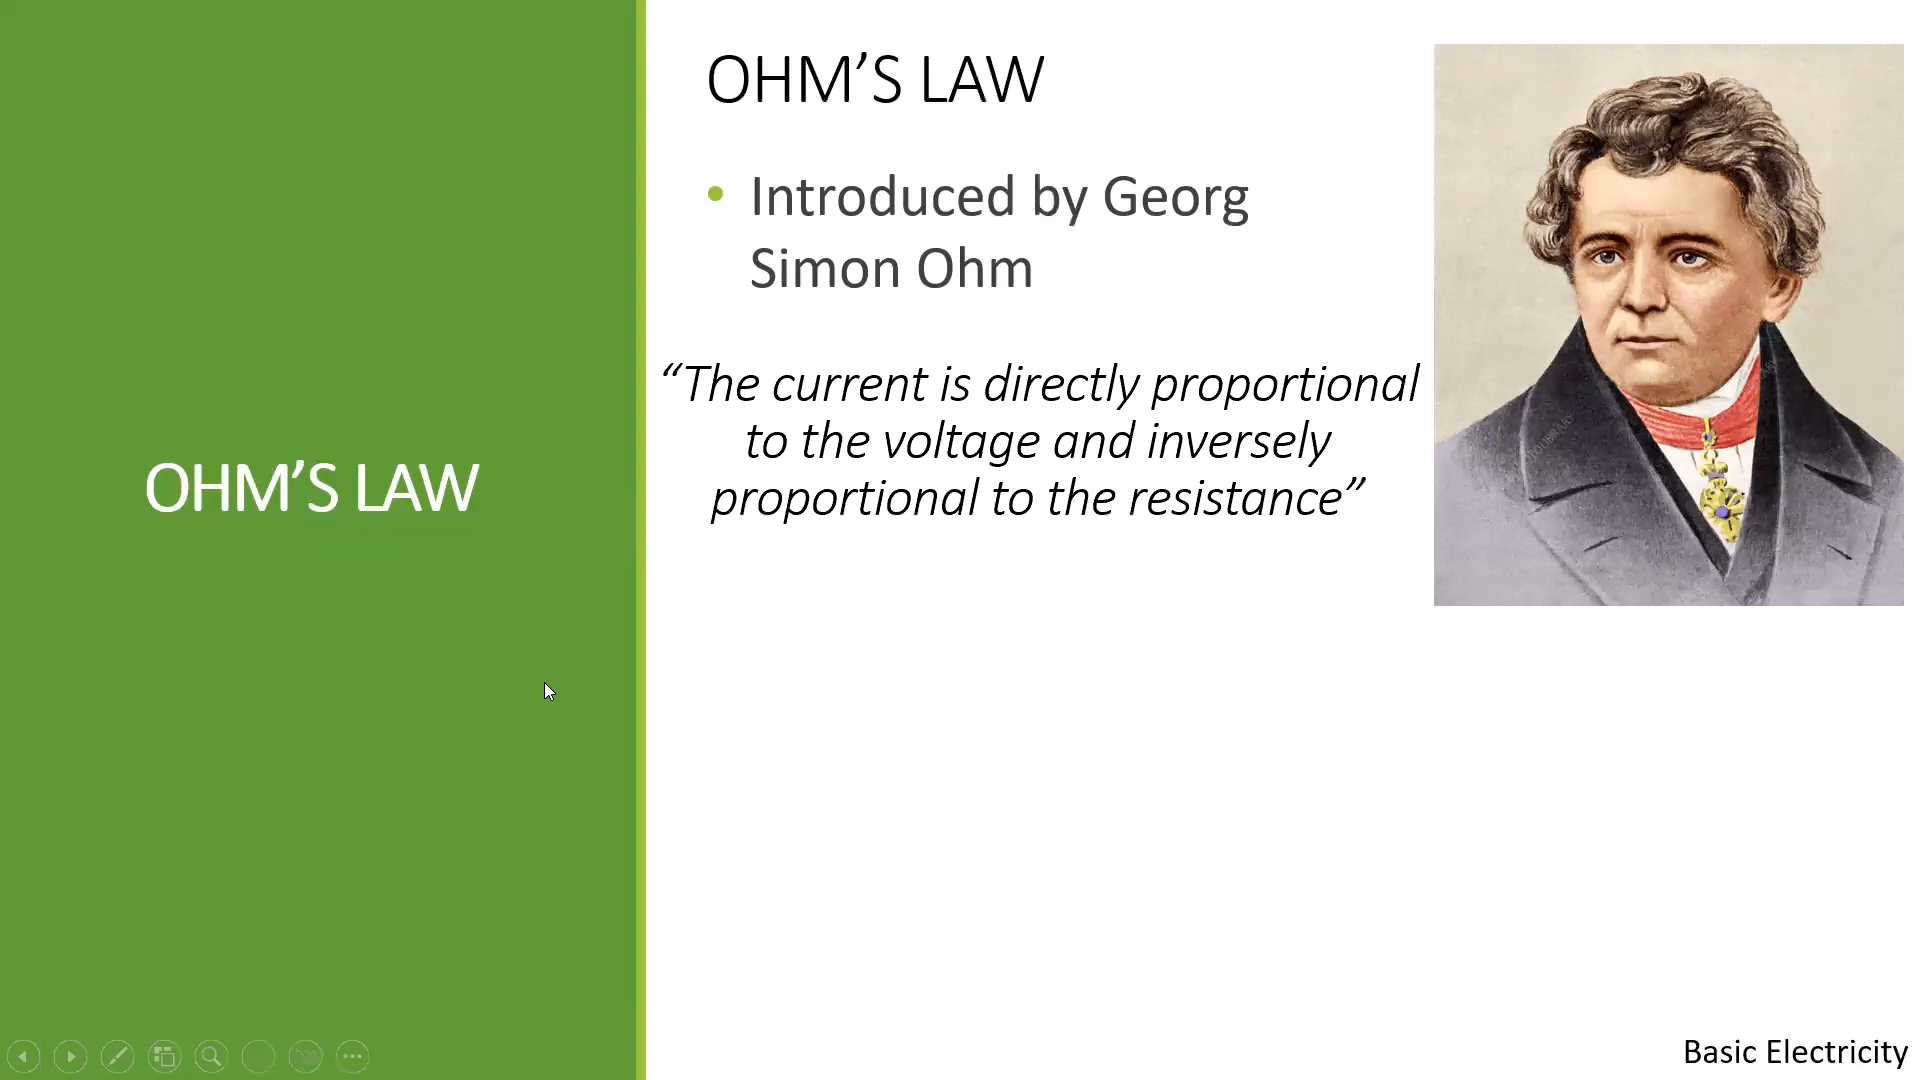 OHM’S LAW
OHM’S LAW
• Introduced by Georg
Simon Ohm
“The current is directly proportional
to the voltage and inversely
proportional to the resistance”
Basic Electricity